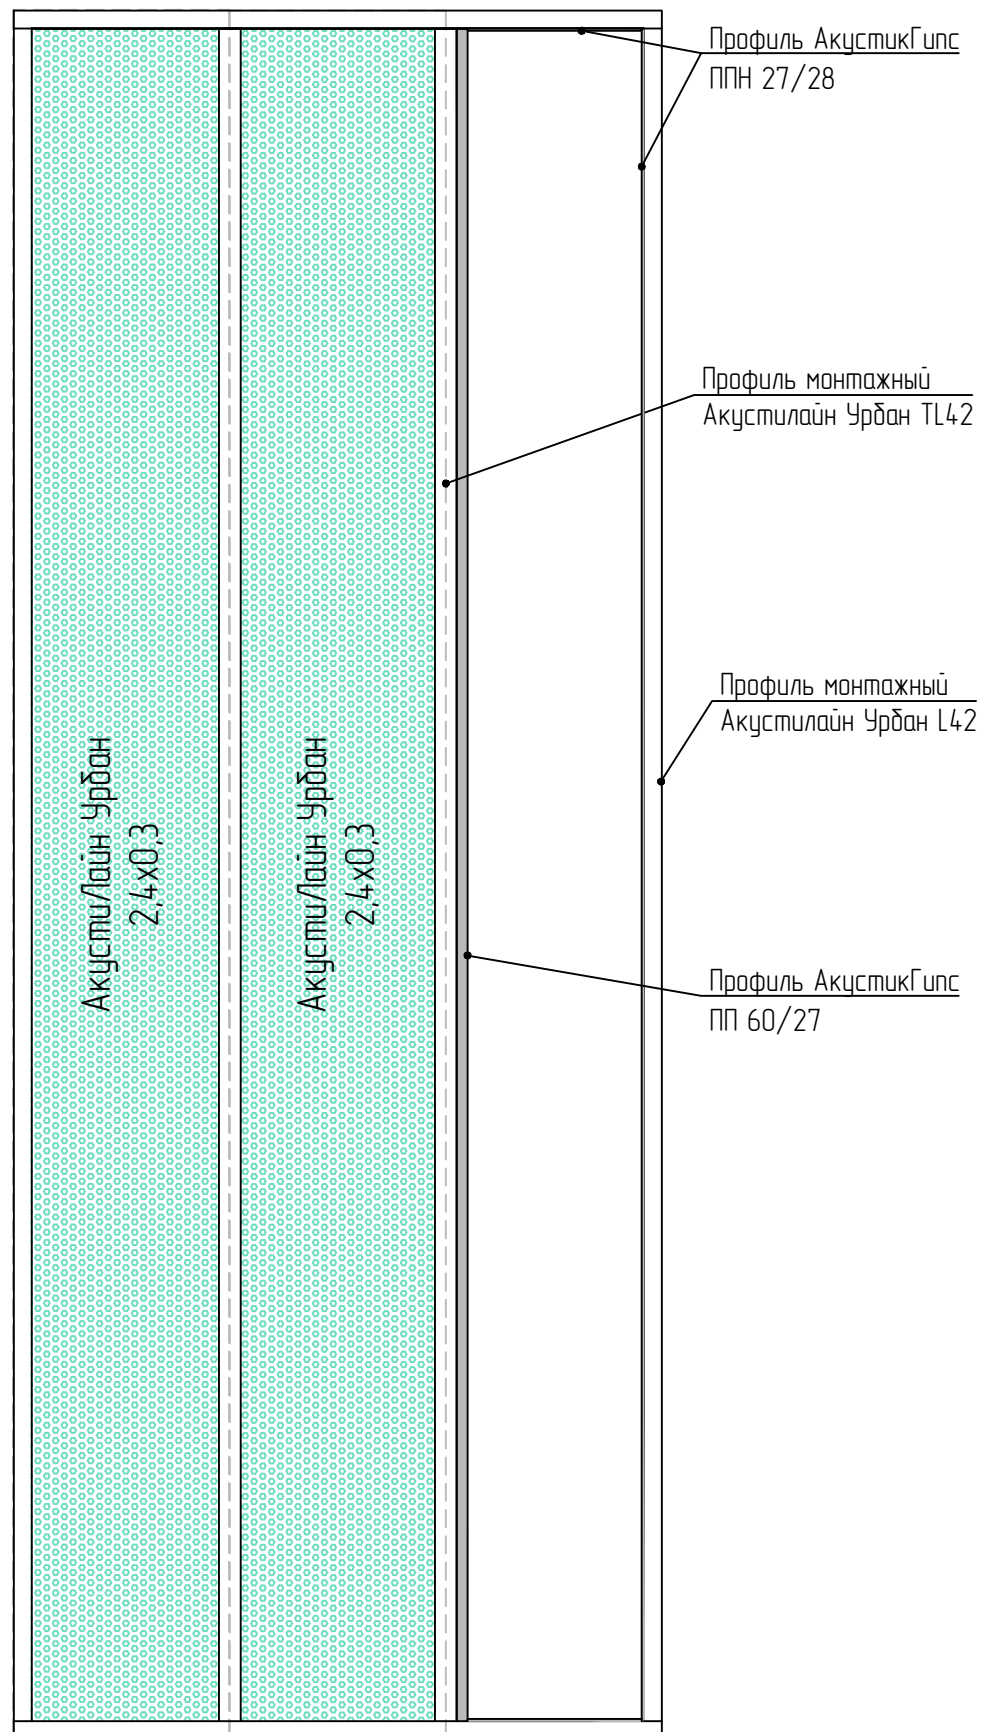 Профиль АкустикГипс
ППН 27/28
Профиль монтажный
Акустилайн Урбан TL42
Профиль монтажный
Акустилайн Урбан L42
АкустиЛайн Урбан
2,4х0,3
АкустиЛайн Урбан
2,4х0,3
Профиль АкустикГипс
ПП 60/27